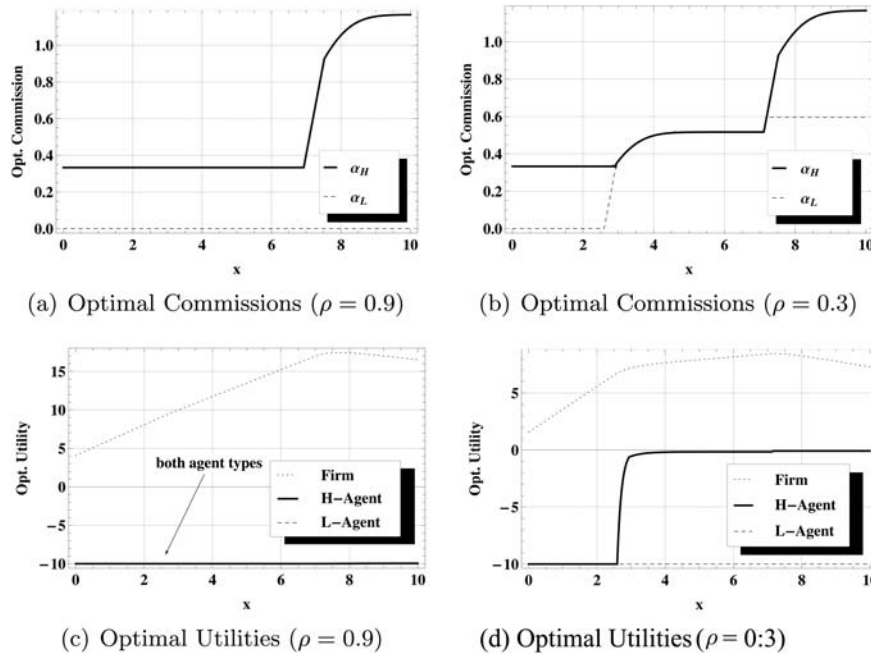 1.0
0.8
0.6
0.4
0.2
0.0
Opt. Commission
α_H
α_L
0 2 4 6 8 10
x
(a) Optimal Commissions (ρ = 0.9)
1.0
0.8
0.6
0.4
0.2
0.0
Opt. Commission
α_H
α_L
0 2 4 6 8 10
x
(b) Optimal Commissions (ρ = 0.3)
15
10
5
0
−5
−10
Opt. Utility
both agent types
Firm
H−Agent
L−Agent
0 2 4 6 8 10
x
(c) Optimal Utilities (ρ = 0.9)
5
0
−5
−10
Opt. Utility
Firm
H−Agent
L−Agent
0 2 4 6 8 10
x
(d) Optimal Utilities (ρ = 0:3)